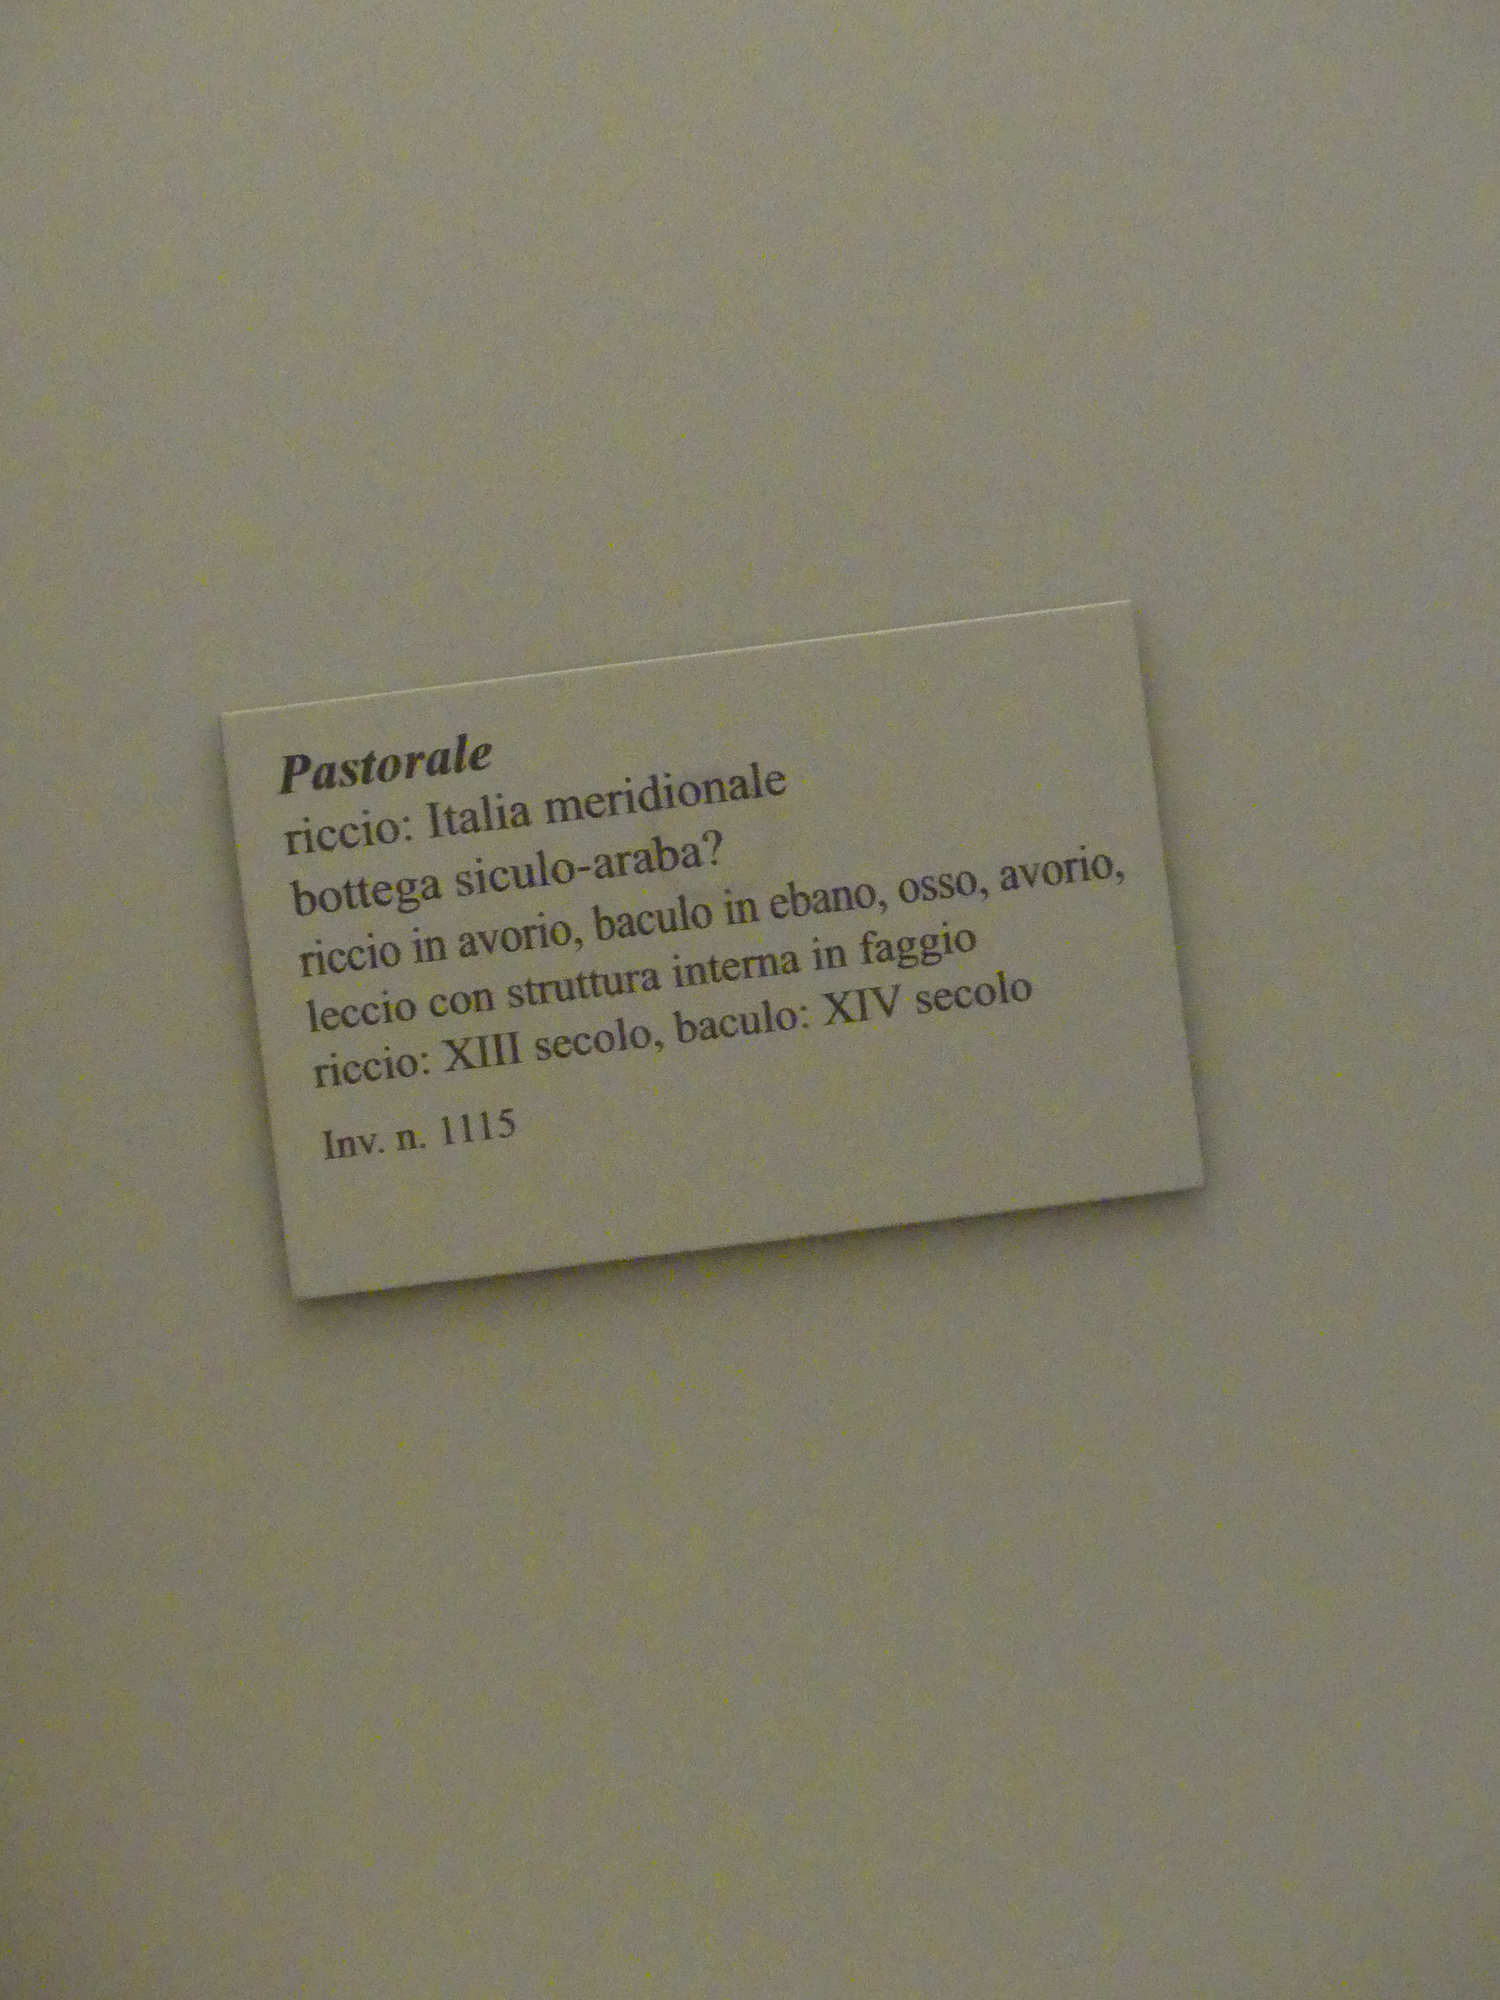 Pastorale
riccio: Italia meridionale
bottega siculo-araba?
riccio in avorio, baculo in ebano, osso, avorio,
leccio con struttura interna in faggio
riccio: XIII secolo, baculo: XIV secolo
Inv. n. 1115